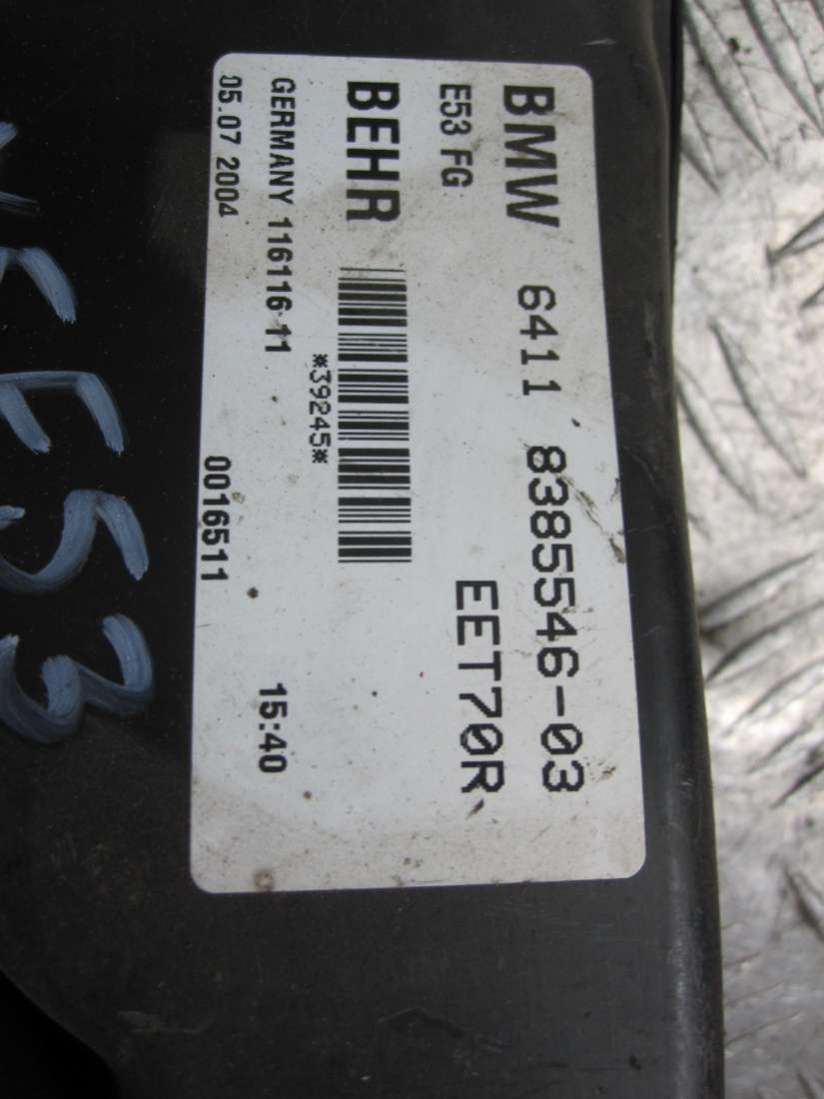 BMW 6411 8385546-03
E53 FG EET70R
BEHR
*39245*
GERMANY 116116 11 15:40
05.07 2004 0016511
E53